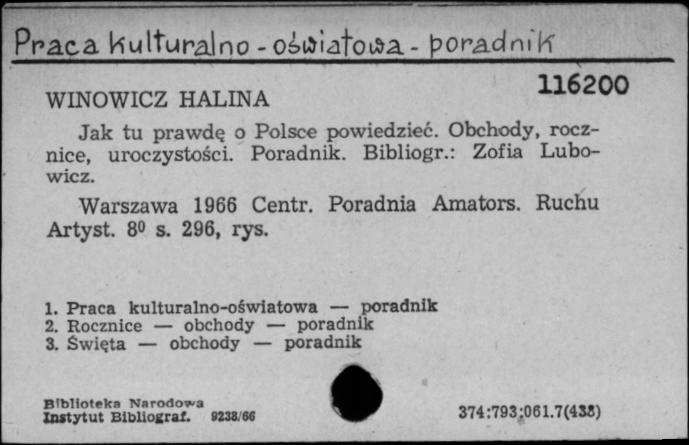 Praca kulturalno-oświatowa - poradnik
116200
WINOWICZ HALINA
Jak tu prawdę o Polsce powiedzieć. Obchody, rocz-
nice, uroczystości. Poradnik. Bibliogr.: Zofia Lubo-
wicz.
Warszawa 1966 Centr. Poradnia Amators. Ruchu
Artyst. 8⁰ s. 296, rys.
1. Praca kulturalno-oświatowa — poradnik
2. Rocznice — obchody — poradnik
3. Święta — obchody — poradnik
Biblioteka Narodowa
Instytut Bibliograf. 9238/66
374:793;061.7(438)